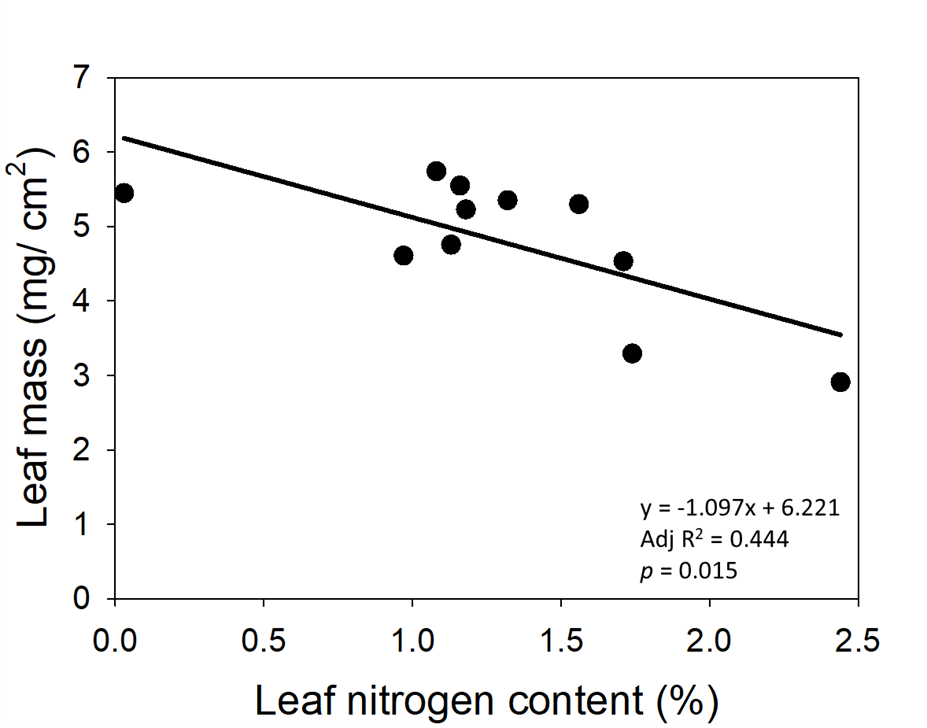 7
6
5
4
3
2
1
0
Leaf mass (mg/ cm²)
y = -1.097x + 6.221
Adj R² = 0.444
p = 0.015
0.0 0.5 1.0 1.5 2.0 2.5
Leaf nitrogen content (%)